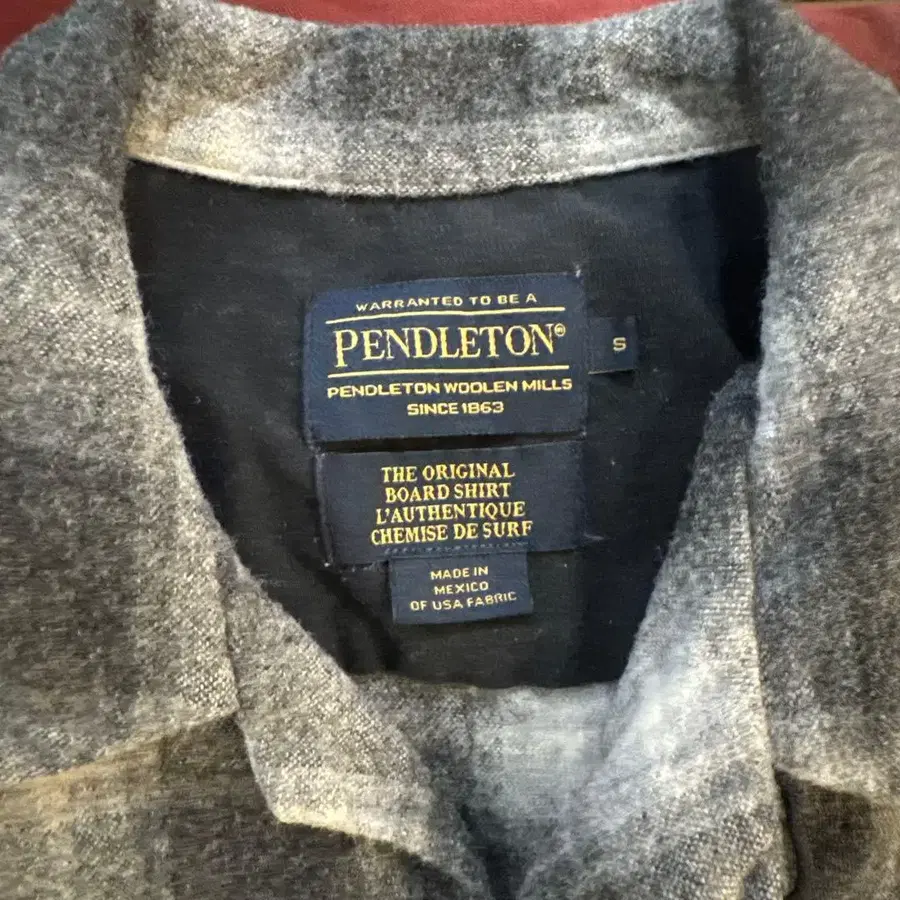 WARRANTED TO BE A
PENDLETON®
S
PENDLETON WOOLEN MILLS
SINCE 1863
THE ORIGINAL
BOARD SHIRT
L'AUTHENTIQUE
CHEMISE DE SURF
MADE IN
MEXICO
OF USA FABRIC